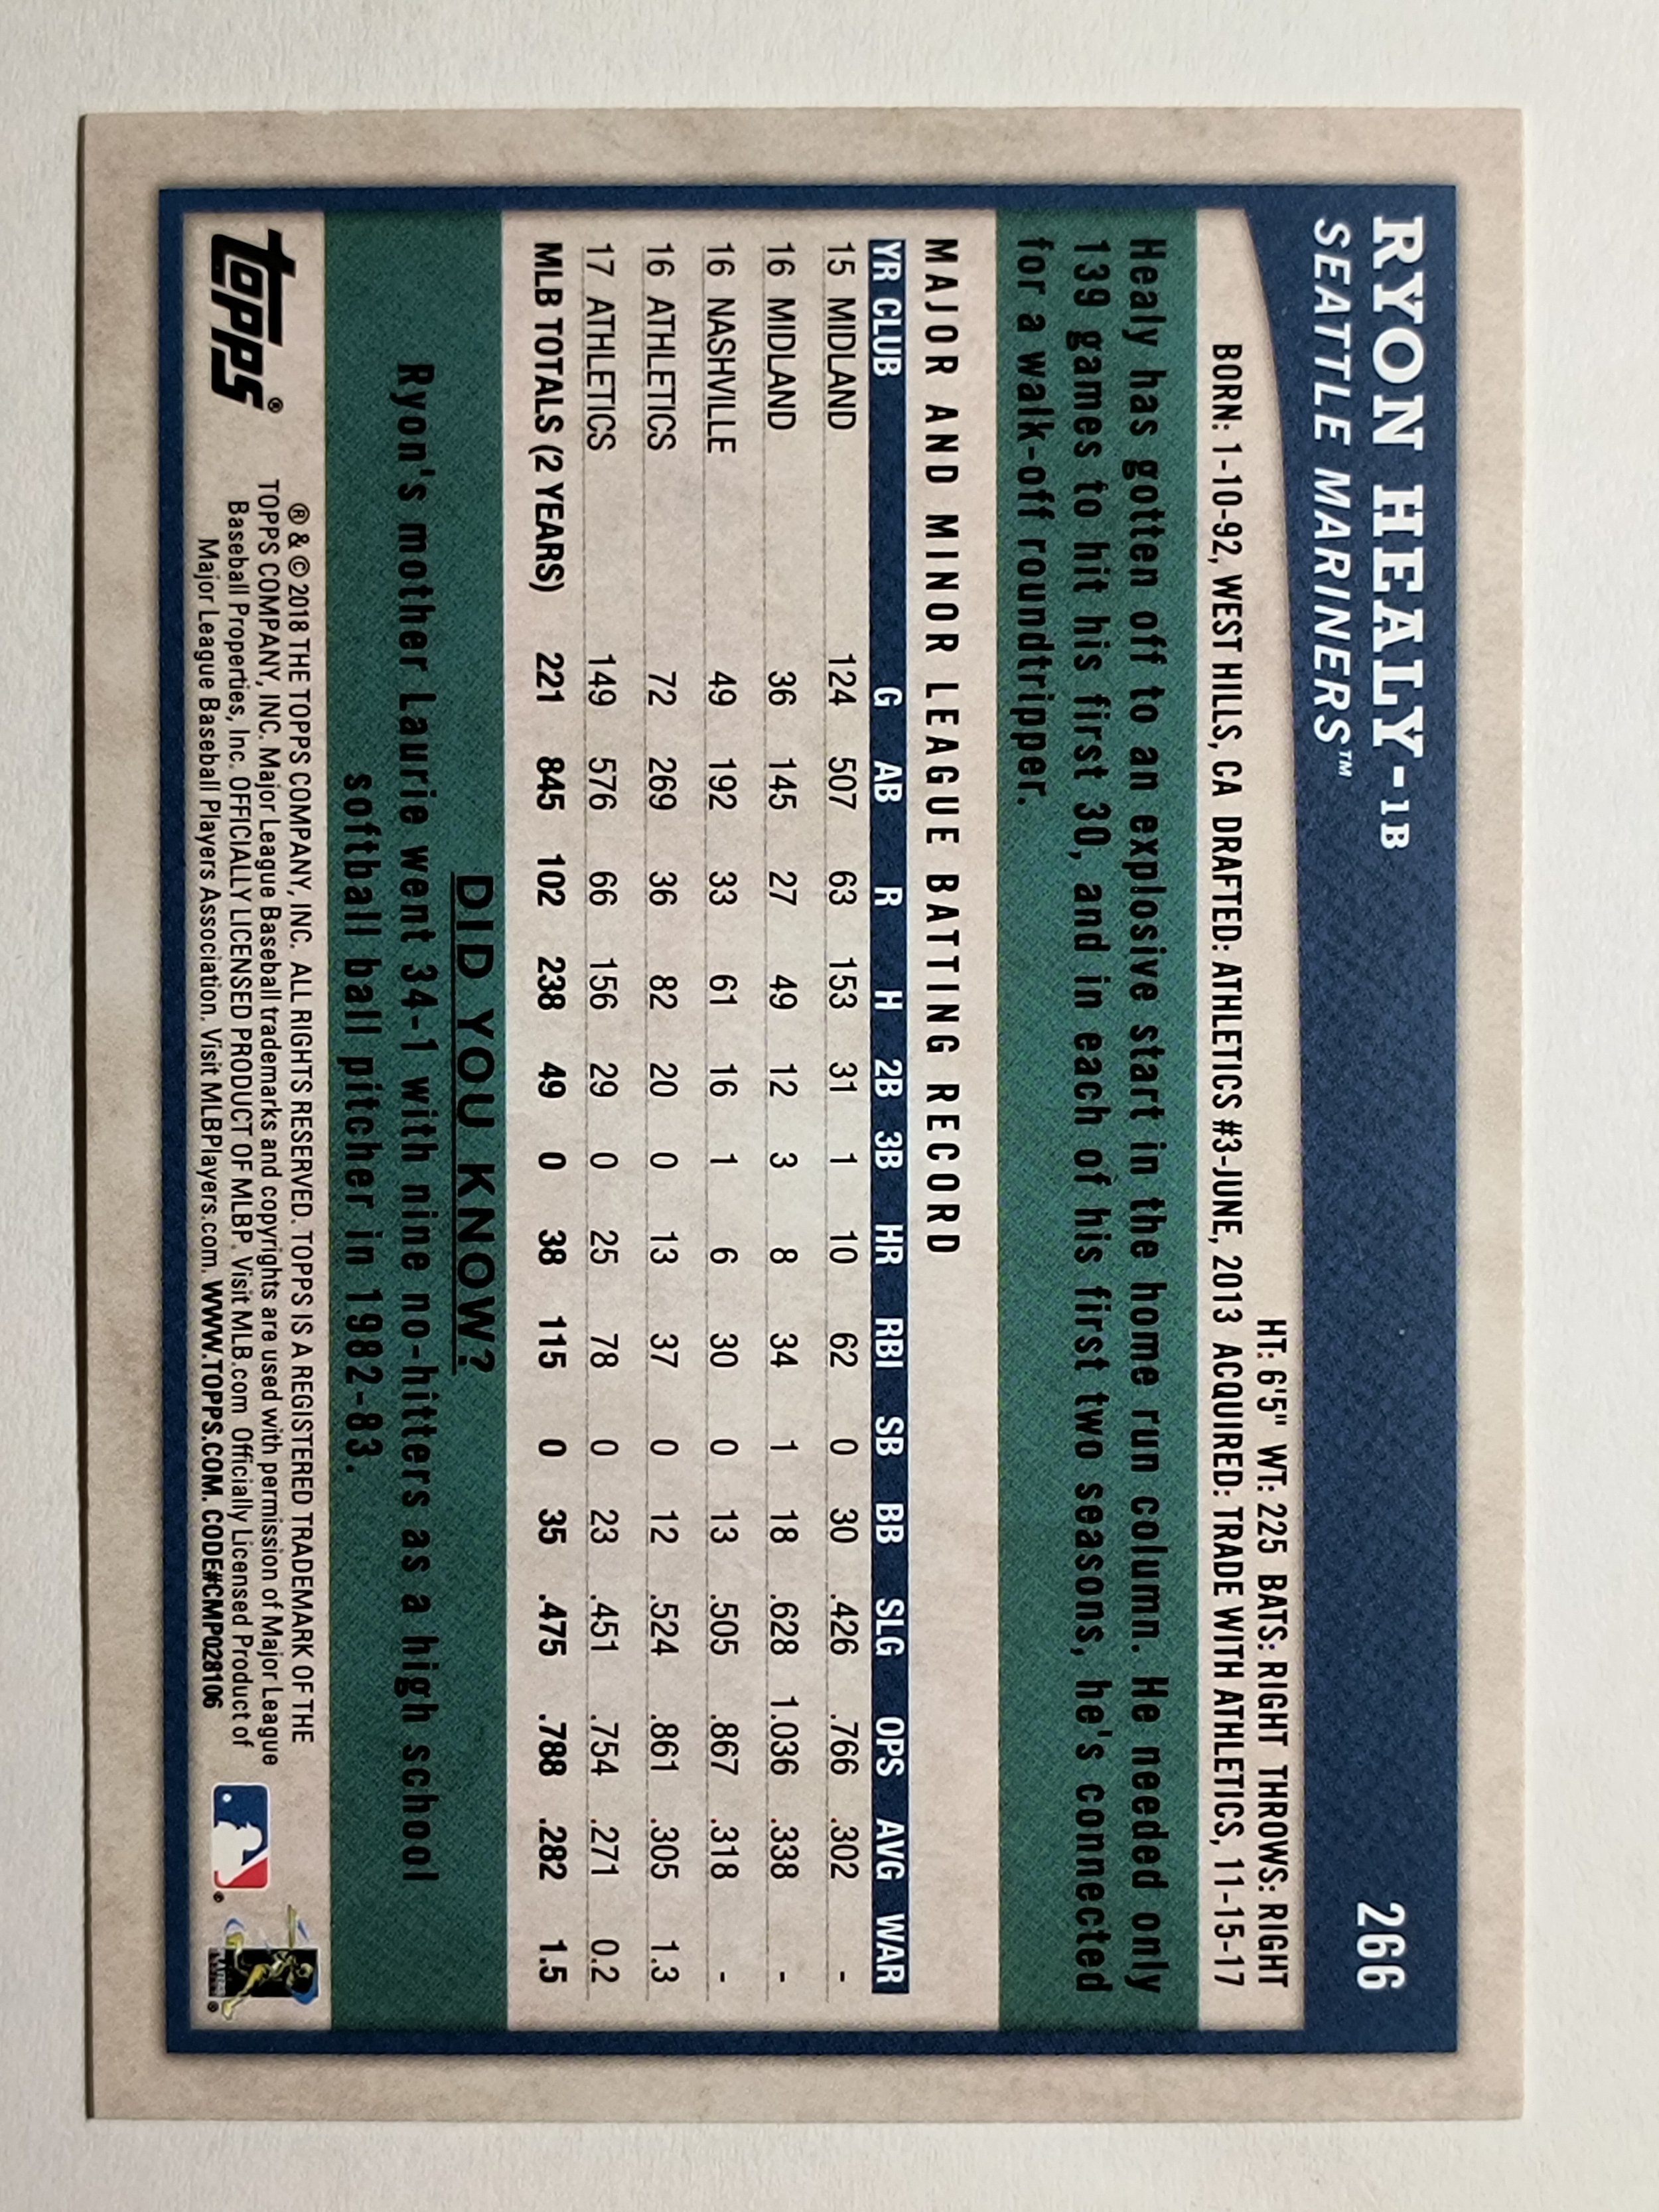 RYON HEALY-1B 266
SEATTLE MARINERS™
HT: 6'5" WT: 225 BATS: RIGHT THROWS: RIGHT
BORN: 1-10-92, WEST HILLS, CA DRAFTED: ATHLETICS #3-JUNE, 2013 ACQUIRED: TRADE WITH ATHLETICS, 11-15-17
Healy has gotten off to an explosive start in the home run column. He needed only
139 games to hit his first 30, and in each of his first two seasons, he's connected
for a walk-off roundtripper.
MAJOR AND MINOR LEAGUE BATTING RECORD
YR CLUB G AB R H 2B 3B HR RBI SB BB SLG OPS AVG WAR
15 MIDLAND 124 507 63 153 31 1 10 62 0 30 .426 .766 .302 -
16 MIDLAND 36 145 27 49 12 3 8 34 1 18 .628 1.036 .338 -
16 NASHVILLE 49 192 33 61 16 1 6 30 0 13 .505 .867 .318 -
16 ATHLETICS 72 269 36 82 20 0 13 37 0 12 .524 .861 .305 1.3
17 ATHLETICS 149 576 66 156 29 0 25 78 0 23 .451 .754 .271 0.2
MLB TOTALS (2 YEARS) 221 845 102 238 49 0 38 115 0 35 .475 .788 .282 1.5
DID YOU KNOW?
Ryon's mother Laurie went 34-1 with nine no-hitters as a high school
softball ball pitcher in 1982-83.
topps®
® & © 2018 THE TOPPS COMPANY, INC. ALL RIGHTS RESERVED. TOPPS IS A REGISTERED TRADEMARK OF THE
TOPPS COMPANY, INC. Major League Baseball trademarks and copyrights are used with permission of Major League
Baseball Properties, Inc. OFFICIALLY LICENSED PRODUCT OF MLBP. Visit MLB.com Officially Licensed Product of
Major League Baseball Players Association. Visit MLBPlayers.com. WWW.TOPPS.COM. CODE#CMP028106